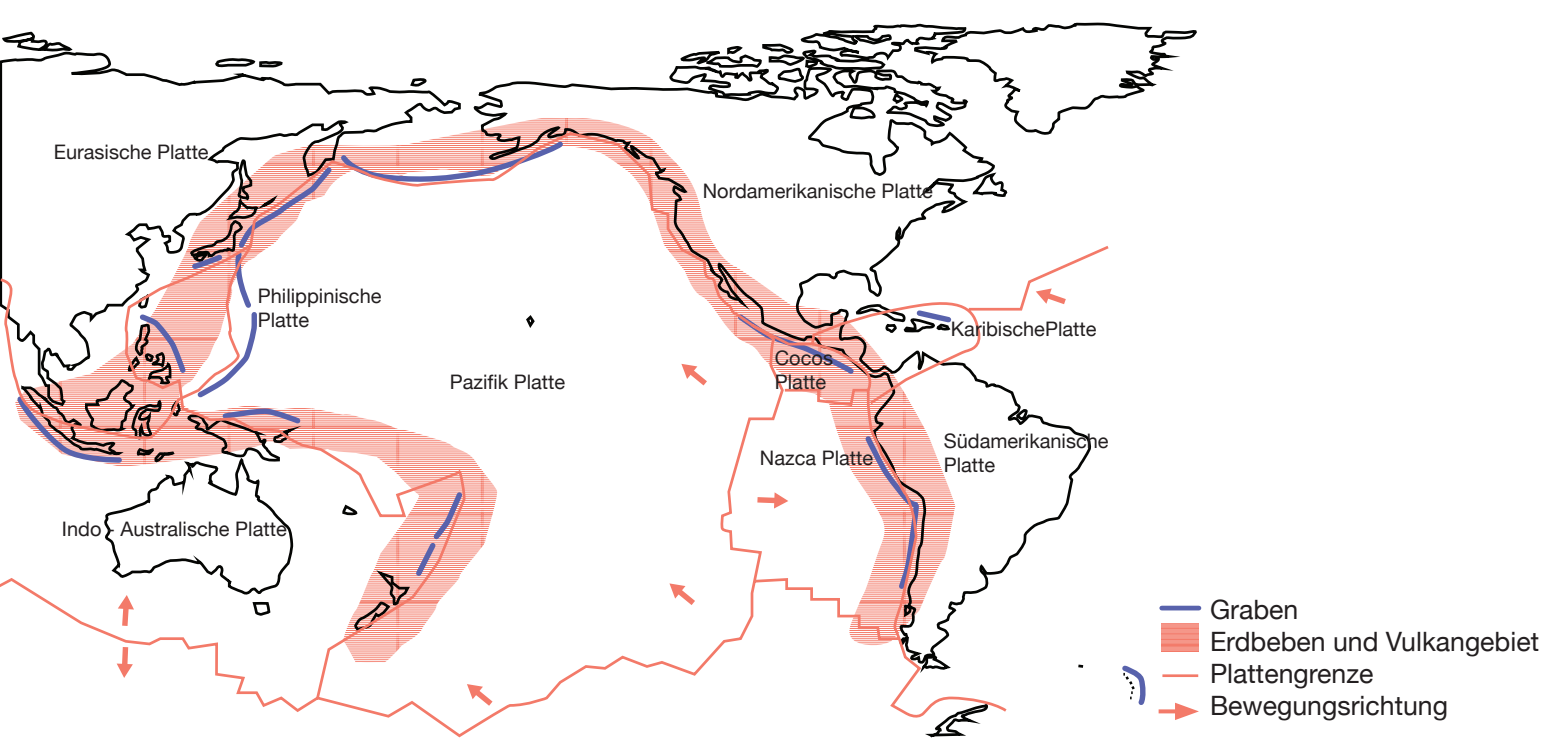 Eurasische Platte
Nordamerikanische Platte
Philippinische
Platte
KaribischePlatte
Cocos
Platte
Pazifik Platte
Südamerikanische
Platte
Nazca Platte
Indo - Australische Platte
Graben
Erdbeben und Vulkangebiet
Plattengrenze
Bewegungsrichtung